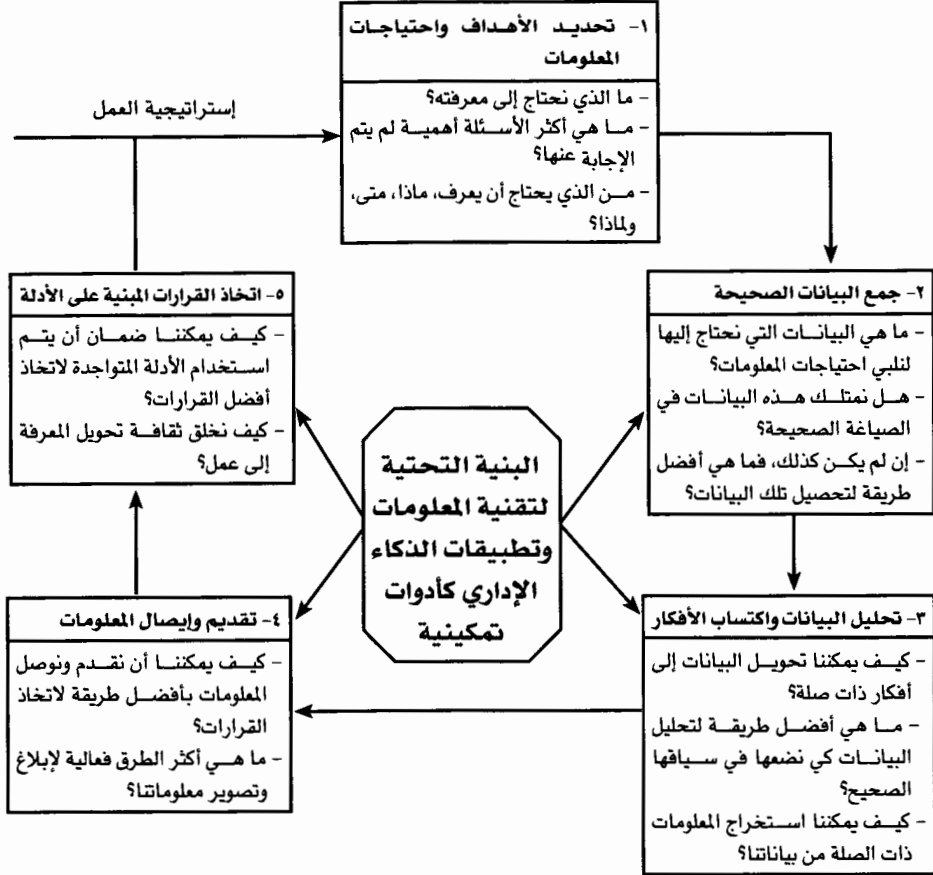 ١- تحديد الأهداف واحتياجات
المعلومات
- ما الذي نحتاج إلى معرفته؟
- ما هي أكثر الأسئلة أهمية لم يتم
الإجابة عنها؟
- من الذي يحتاج أن يعرف، ماذا، متى،
ولماذا؟
إستراتيجية العمل
٢- جمع البيانات الصحيحة
- ما هي البيانات التي نحتاج إليها
لنلبي احتياجات المعلومات؟
- هل نمتلك هذه البيانات في
الصياغة الصحيحة؟
- إن لم يكن كذلك، فما هي أفضل
طريقة لتحصيل تلك البيانات؟
٣- تحليل البيانات واكتساب الأفكار
- كيف يمكننا تحويل البيانات إلى
أفكار ذات صلة؟
- ما هي أفضل طريقة لتحليل
البيانات كي نضعها في سياقها
الصحيح؟
- كيف يمكننا استخراج المعلومات
ذات الصلة من بياناتنا؟
٤- تقديم وإيصال المعلومات
- كيف يمكننا أن نقدم ونوصل
المعلومات بأفضل طريقة لاتخاذ
القرارات؟
- ما هي أكثر الطرق فعالية لإبلاغ
وتصوير معلوماتنا؟
٥- اتخاذ القرارات المبنية على الأدلة
- كيف يمكننا ضمان أن يتم
استخدام الأدلة المتواجدة لاتخاذ
أفضل القرارات؟
- كيف نخلق ثقافة تحويل المعرفة
إلى عمل؟
البنية التحتية
لتقنية المعلومات
وتطبيقات الذكاء
الإداري كأدوات
تمكينية